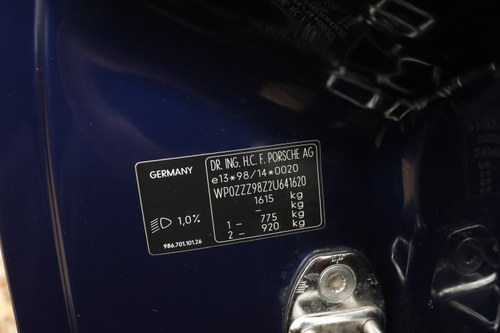 GERMANY
1,0%
986.701.101.26
DR. ING. H.C. F. PORSCHE AG
e13*98/14*0020
WP0ZZZ98Z2U641620
1615 kg
– kg
1 – 775 kg
2 – 920 kg